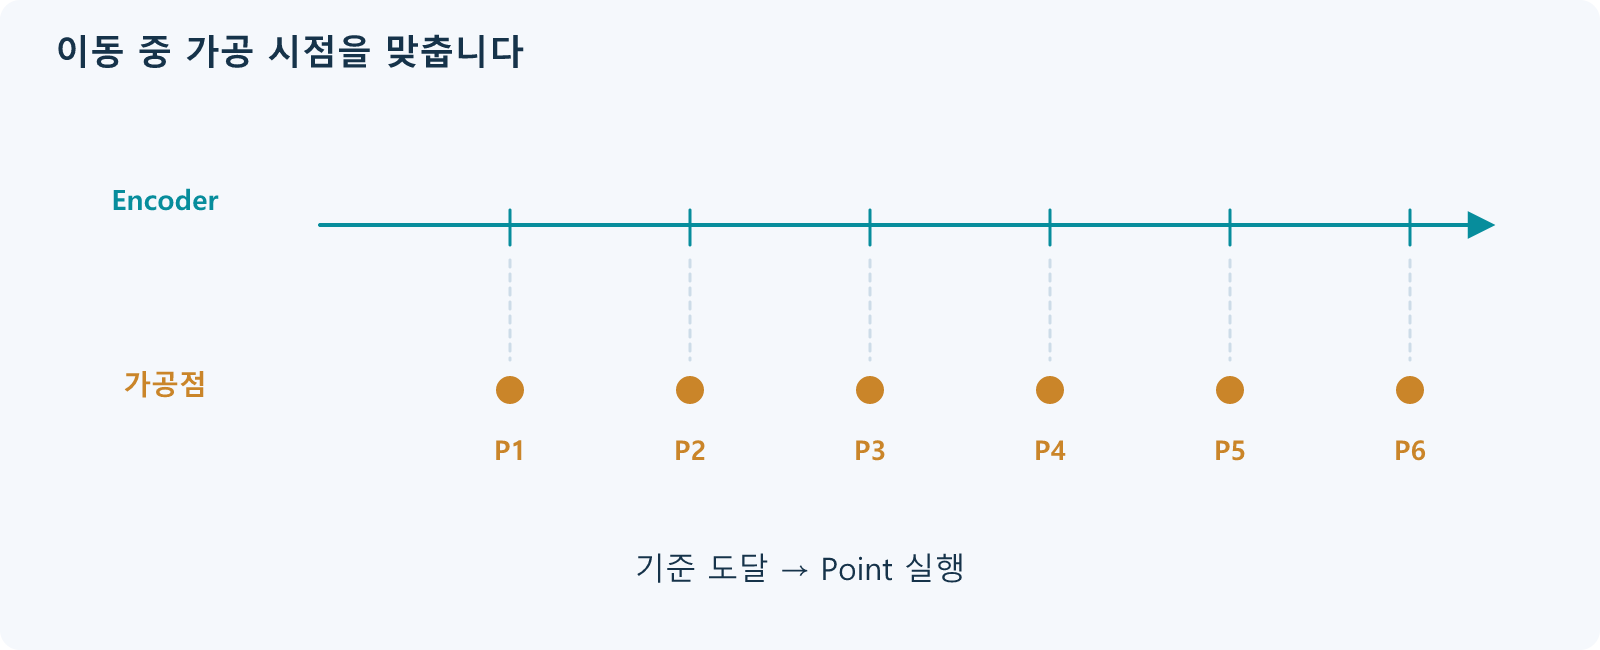 이동 중 가공 시점을 맞춥니다
Encoder
가공점
P1 P2 P3 P4 P5 P6
기준 도달 → Point 실행